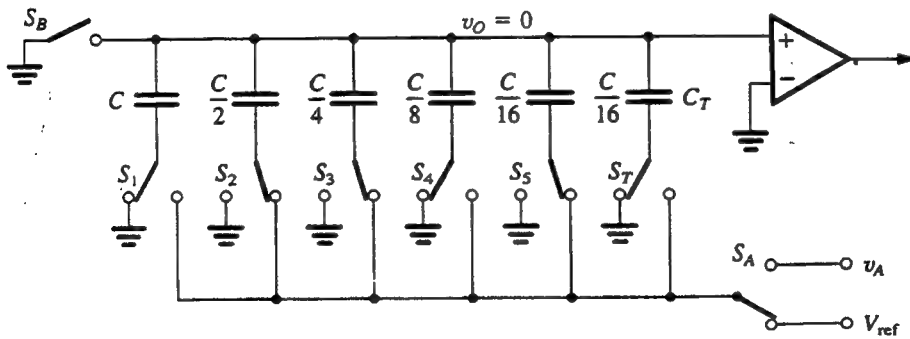 S_B
v_O = 0
+
−
C
C/2
C/4
C/8
C/16
C/16
C_T
S_1
S_2
S_3
S_4
S_5
S_T
S_A
v_A
V_ref